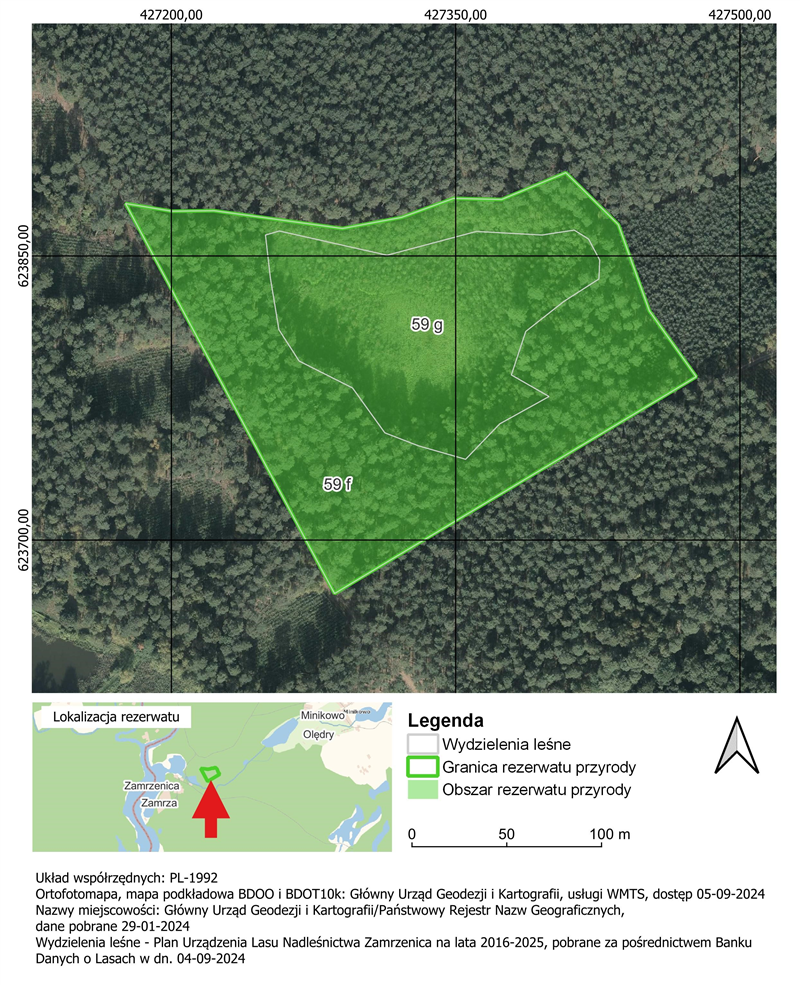 427200,00 427350,00 427500,00
623850,00
59 g
59 f
623700,00
Lokalizacja rezerwatu
Minikowo
Minikowo
Olędry
Zamrzenica
Zamrza
Legenda
Wydzielenia leśne
Granica rezerwatu przyrody
Obszar rezerwatu przyrody
0 50 100 m
Układ współrzędnych: PL-1992
Ortofotomapa, mapa podkładowa BDOO i BDOT10k: Główny Urząd Geodezji i Kartografii, usługi WMTS, dostęp 05-09-2024
Nazwy miejscowości: Główny Urząd Geodezji i Kartografii/Państwowy Rejestr Nazw Geograficznych,
dane pobrane 29-01-2024
Wydzielenia leśne - Plan Urządzenia Lasu Nadleśnictwa Zamrzenica na lata 2016-2025, pobrane za pośrednictwem Banku
Danych o Lasach w dn. 04-09-2024